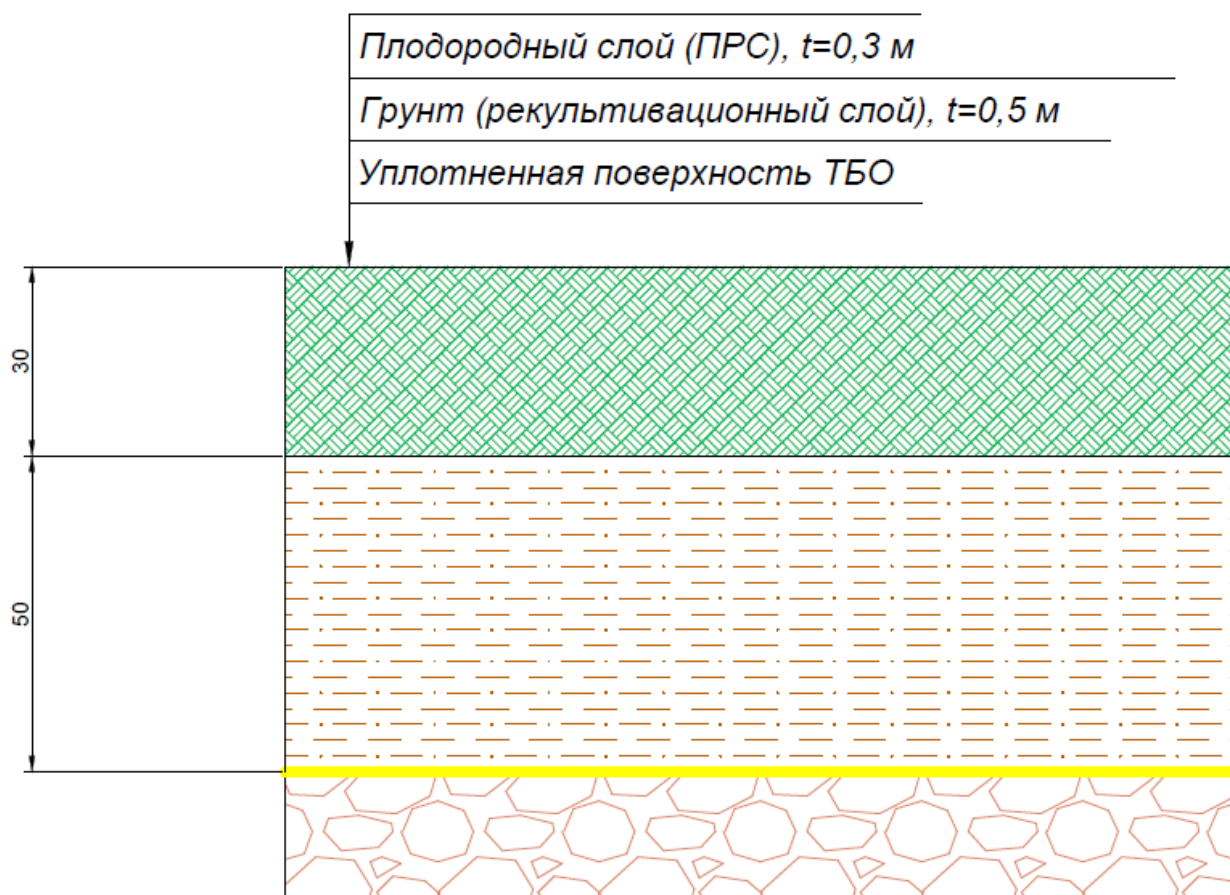 Плодородный слой (ПРС), t=0,3 м
Грунт (рекультивационный слой), t=0,5 м
Уплотненная поверхность ТБО
30
50